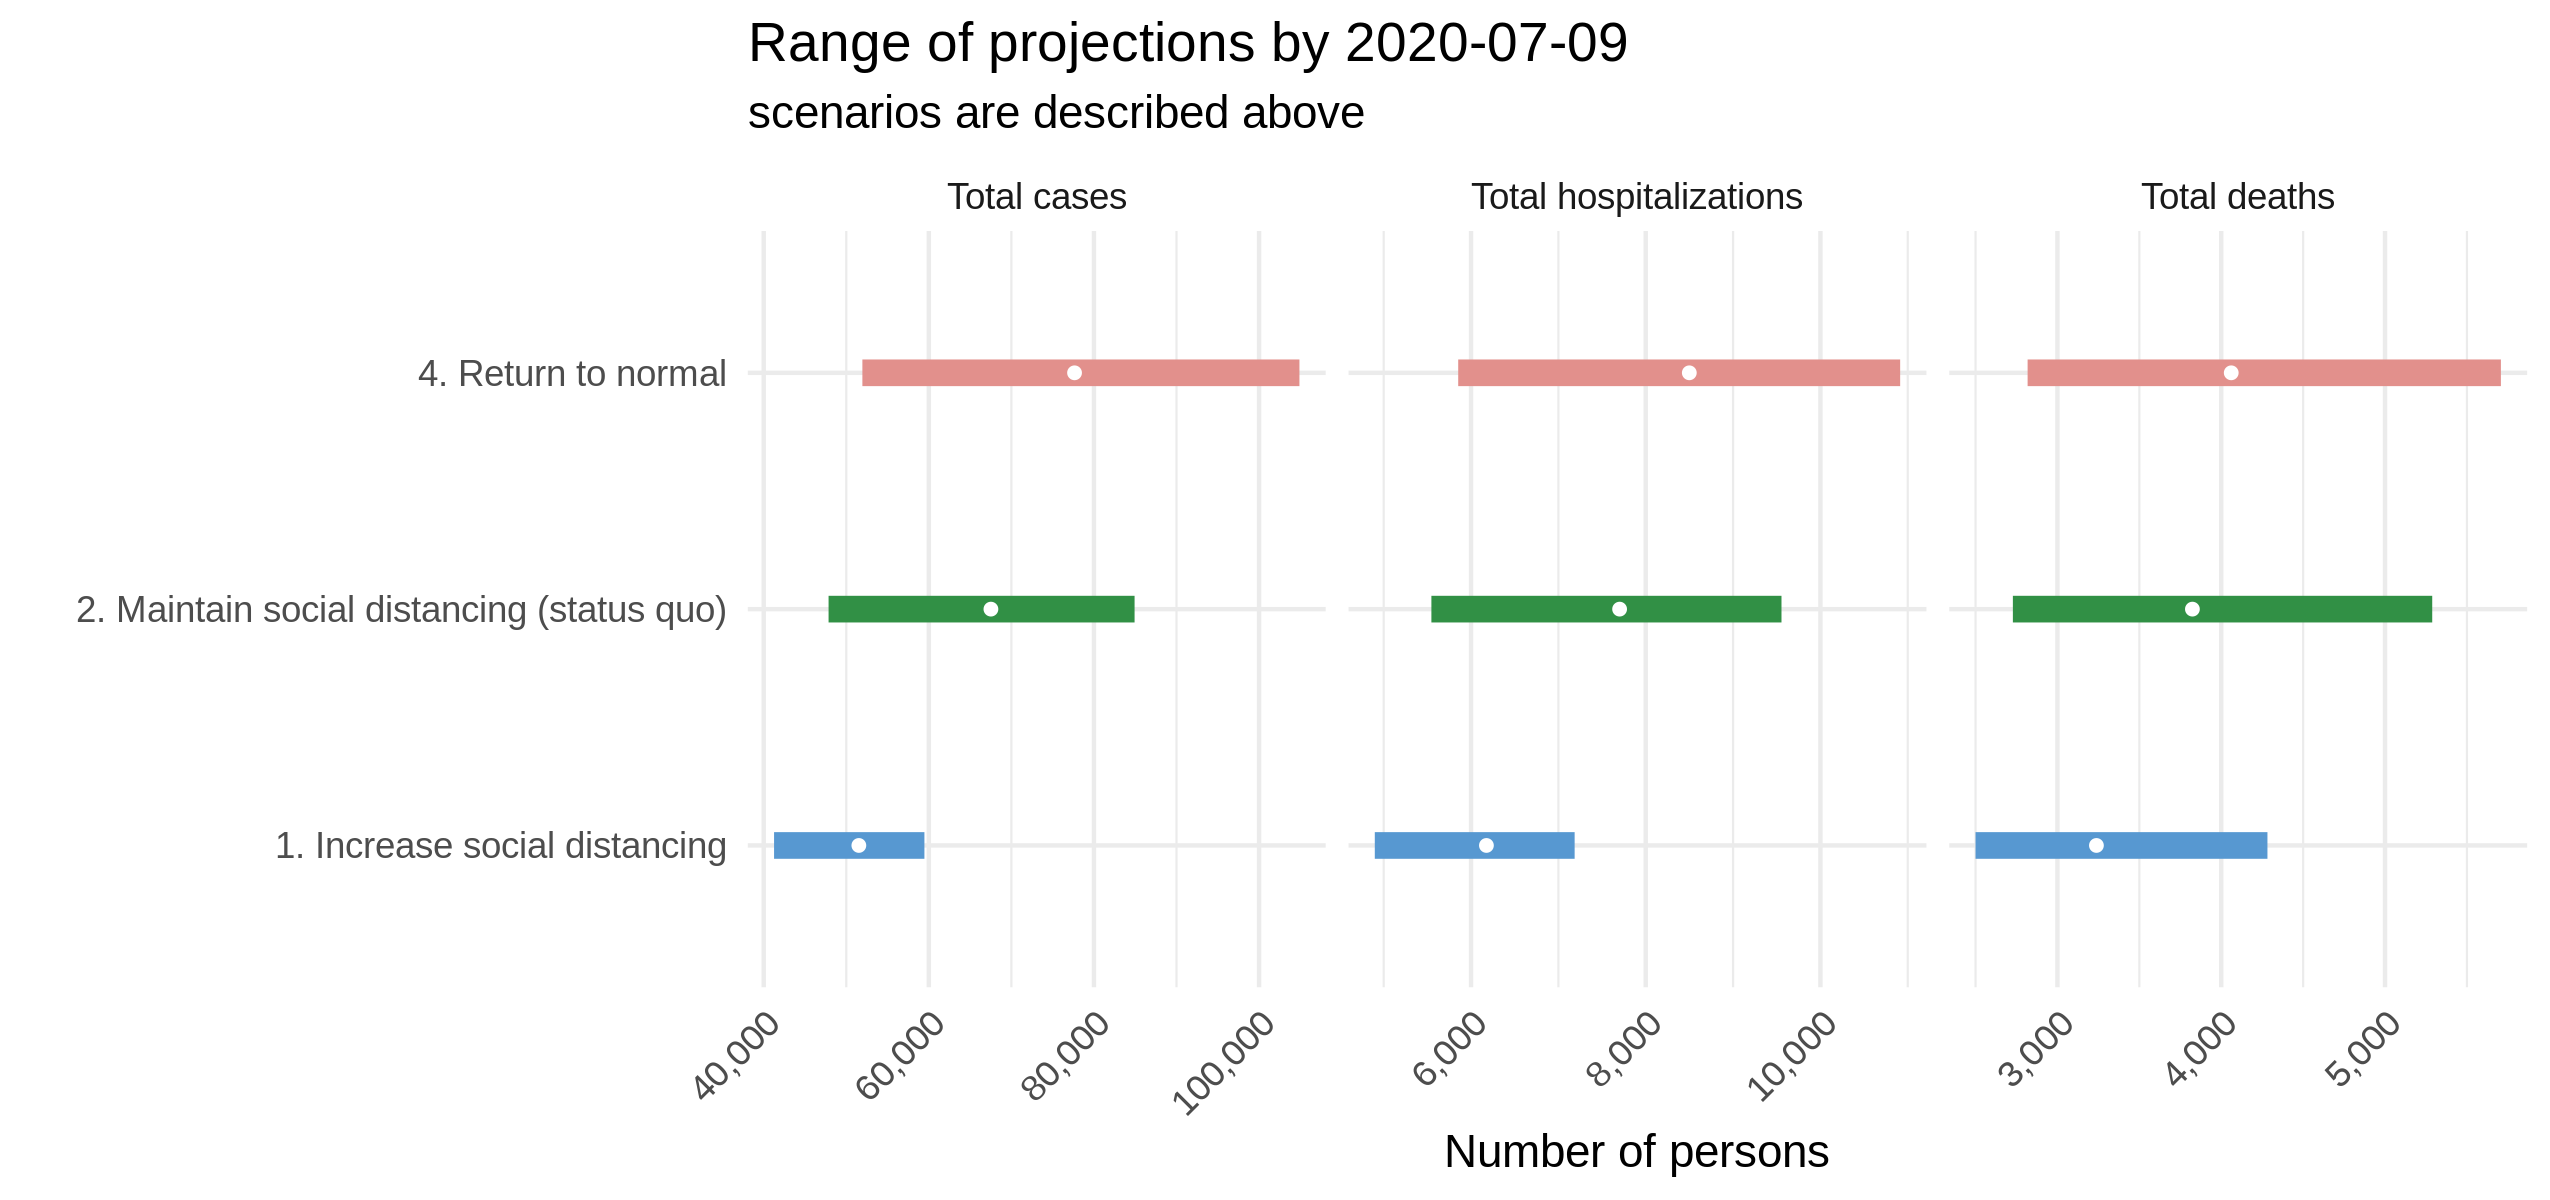 Range of projections by 2020-07-09
scenarios are described above
Total cases
Total hospitalizations
Total deaths
4. Return to normal
2. Maintain social distancing (status quo)
1. Increase social distancing
40,000
60,000
80,000
100,000
6,000
8,000
10,000
3,000
4,000
5,000
Number of persons